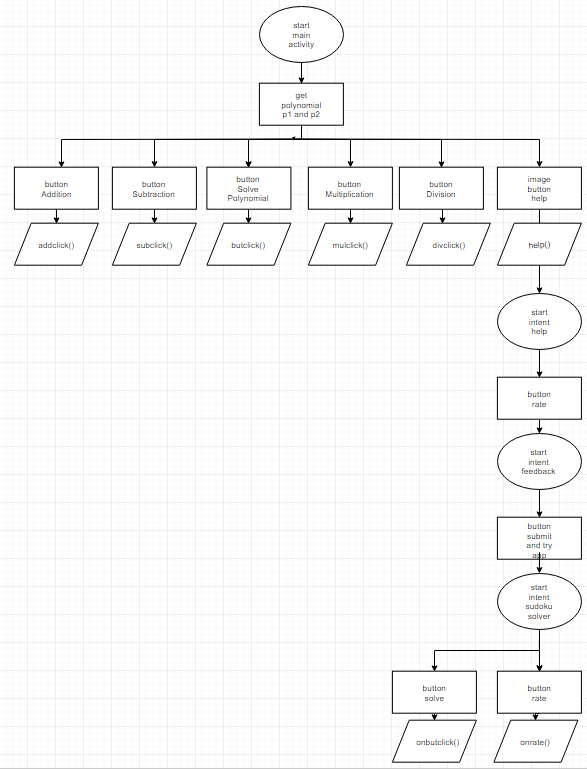 start
main
activity
get
polynomial
p1 and p2
button
Addition
button
Subtraction
button
Solve
Polynomial
button
Multiplication
button
Division
image
button
help
addclick()
subclick()
butclick()
mulclick()
divclick()
help()
start
intent
help
button
rate
start
intent
feedback
button
submit
and try
app
start
intent
sudoku
solver
button
solve
button
rate
onbutclick()
onrate()